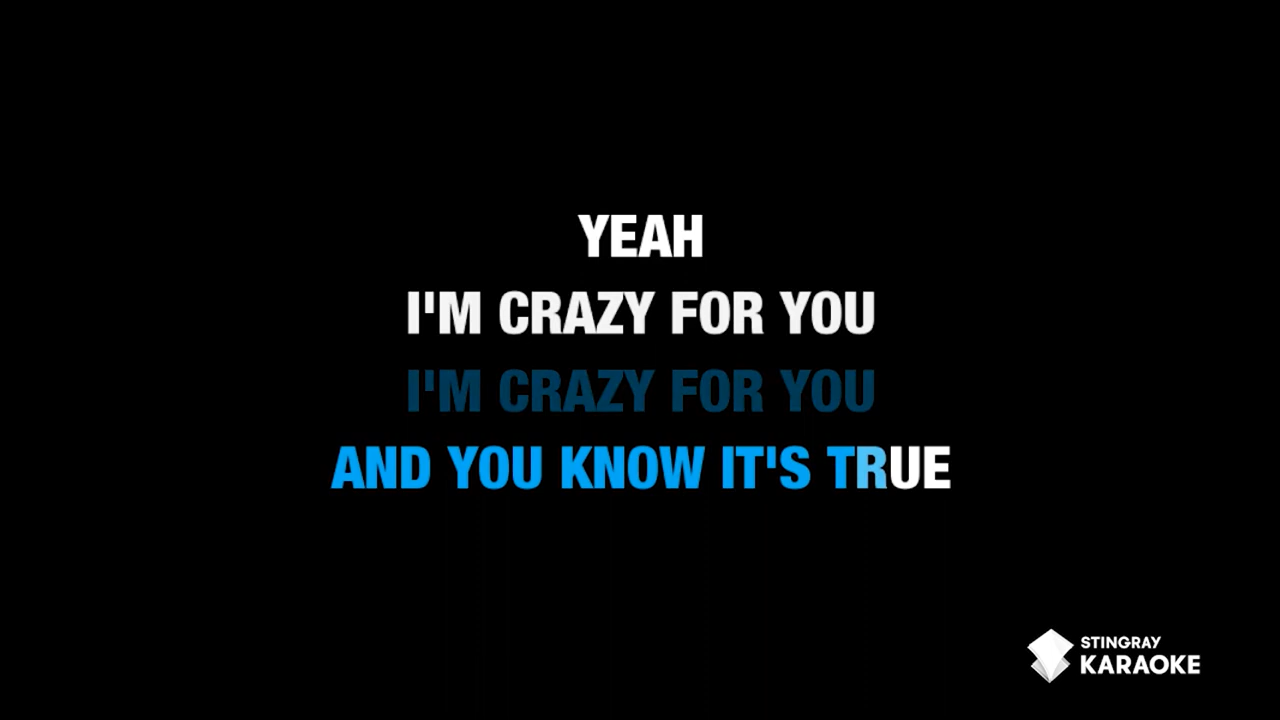 YEAH
I'M CRAZY FOR YOU
I'M CRAZY FOR YOU
AND YOU KNOW IT'S TRUE
STINGRAY
KARAOKE